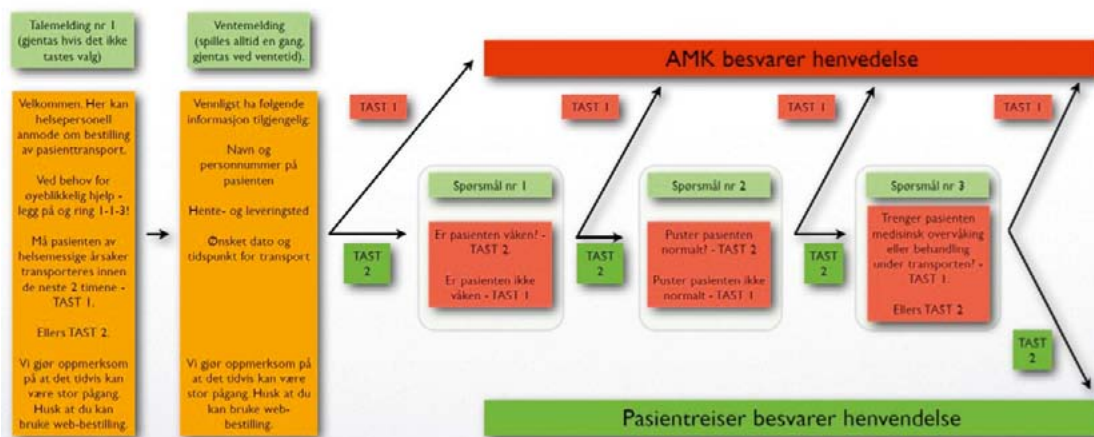 Talemelding nr 1
(gjentas hvis det ikke
tastes valg)
Velkommen. Her kan
helsepersonell
anmode om bestilling
av pasienttransport.
Ved behov for
øyeblikkelig hjelp -
legg på og ring 1-1-3!
Må pasienten av
helsemessige årsaker
transporteres innen
de neste 2 timene -
TAST 1.
Ellers TAST 2.
Vi gjør oppmerksom
på at det tidvis kan
være stor pågang.
Husk at du kan
bruke web-bestilling.
Ventemelding
(spilles alltid en gang,
gjentas ved ventetid).
Vennligst ha følgende
informasjon tilgjengelig:
Navn og
personnummer på
pasienten
Hente- og leveringsted
Ønsket dato og
tidspunkt for transport
Vi gjør oppmerksom på
at det tidvis kan være
stor pågang. Husk at du
kan bruke web-
bestilling.
AMK besvarer henvedelse
TAST 1
TAST 1
TAST 1
TAST 1
Spørsmål nr 1
Er pasienten våken? -
TAST 2.
Er pasienten ikke
våken - TAST 1
Spørsmål nr 2
Puster pasienten
normalt? - TAST 2
Puster pasienten ikke
normalt - TAST 1
Spørsmål nr 3
Trenger pasienten
medisinsk overvåking
eller behandling
under transporten? -
TAST 1.
Ellers TAST 2
TAST
2
TAST
2
TAST
2
TAST
2
Pasientreiser besvarer henvendelse